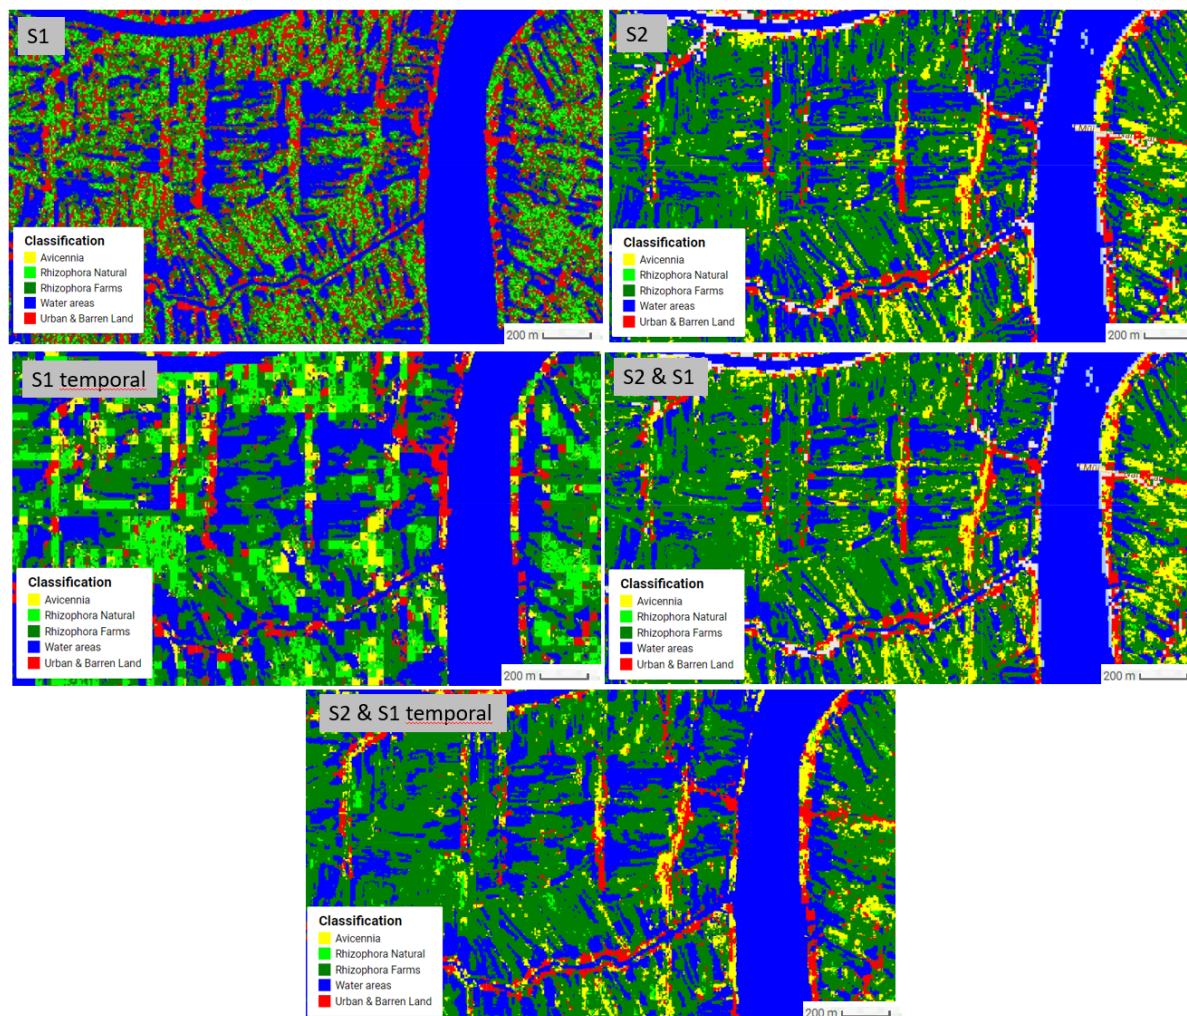 S1
Classification
Avicennia
Rhizophora Natural
Rhizophora Farms
Water areas
Urban & Barren Land
200 m
S2
Classification
Avicennia
Rhizophora Natural
Rhizophora Farms
Water areas
Urban & Barren Land
200 m
S1 temporal
Classification
Avicennia
Rhizophora Natural
Rhizophora Farms
Water areas
Urban & Barren Land
200 m
S2 & S1
Classification
Avicennia
Rhizophora Natural
Rhizophora Farms
Water areas
Urban & Barren Land
200 m
S2 & S1 temporal
Classification
Avicennia
Rhizophora Natural
Rhizophora Farms
Water areas
Urban & Barren Land
200 m